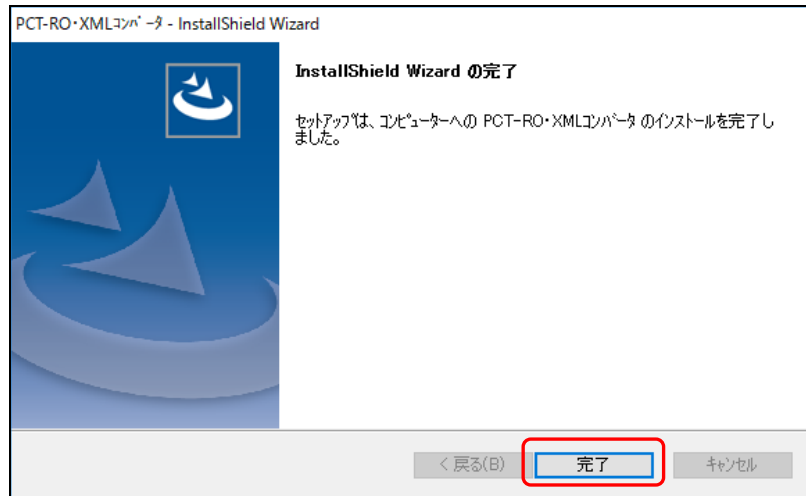 PCT-RO・XMLｺﾝﾊﾞｰﾀ - InstallShield Wizard
InstallShield Wizard の完了
セットアップは、コンピューターへの PCT-RO・XMLコンバータ のインストールを完了し
ました。
< 戻る(B)
完了
キャンセル